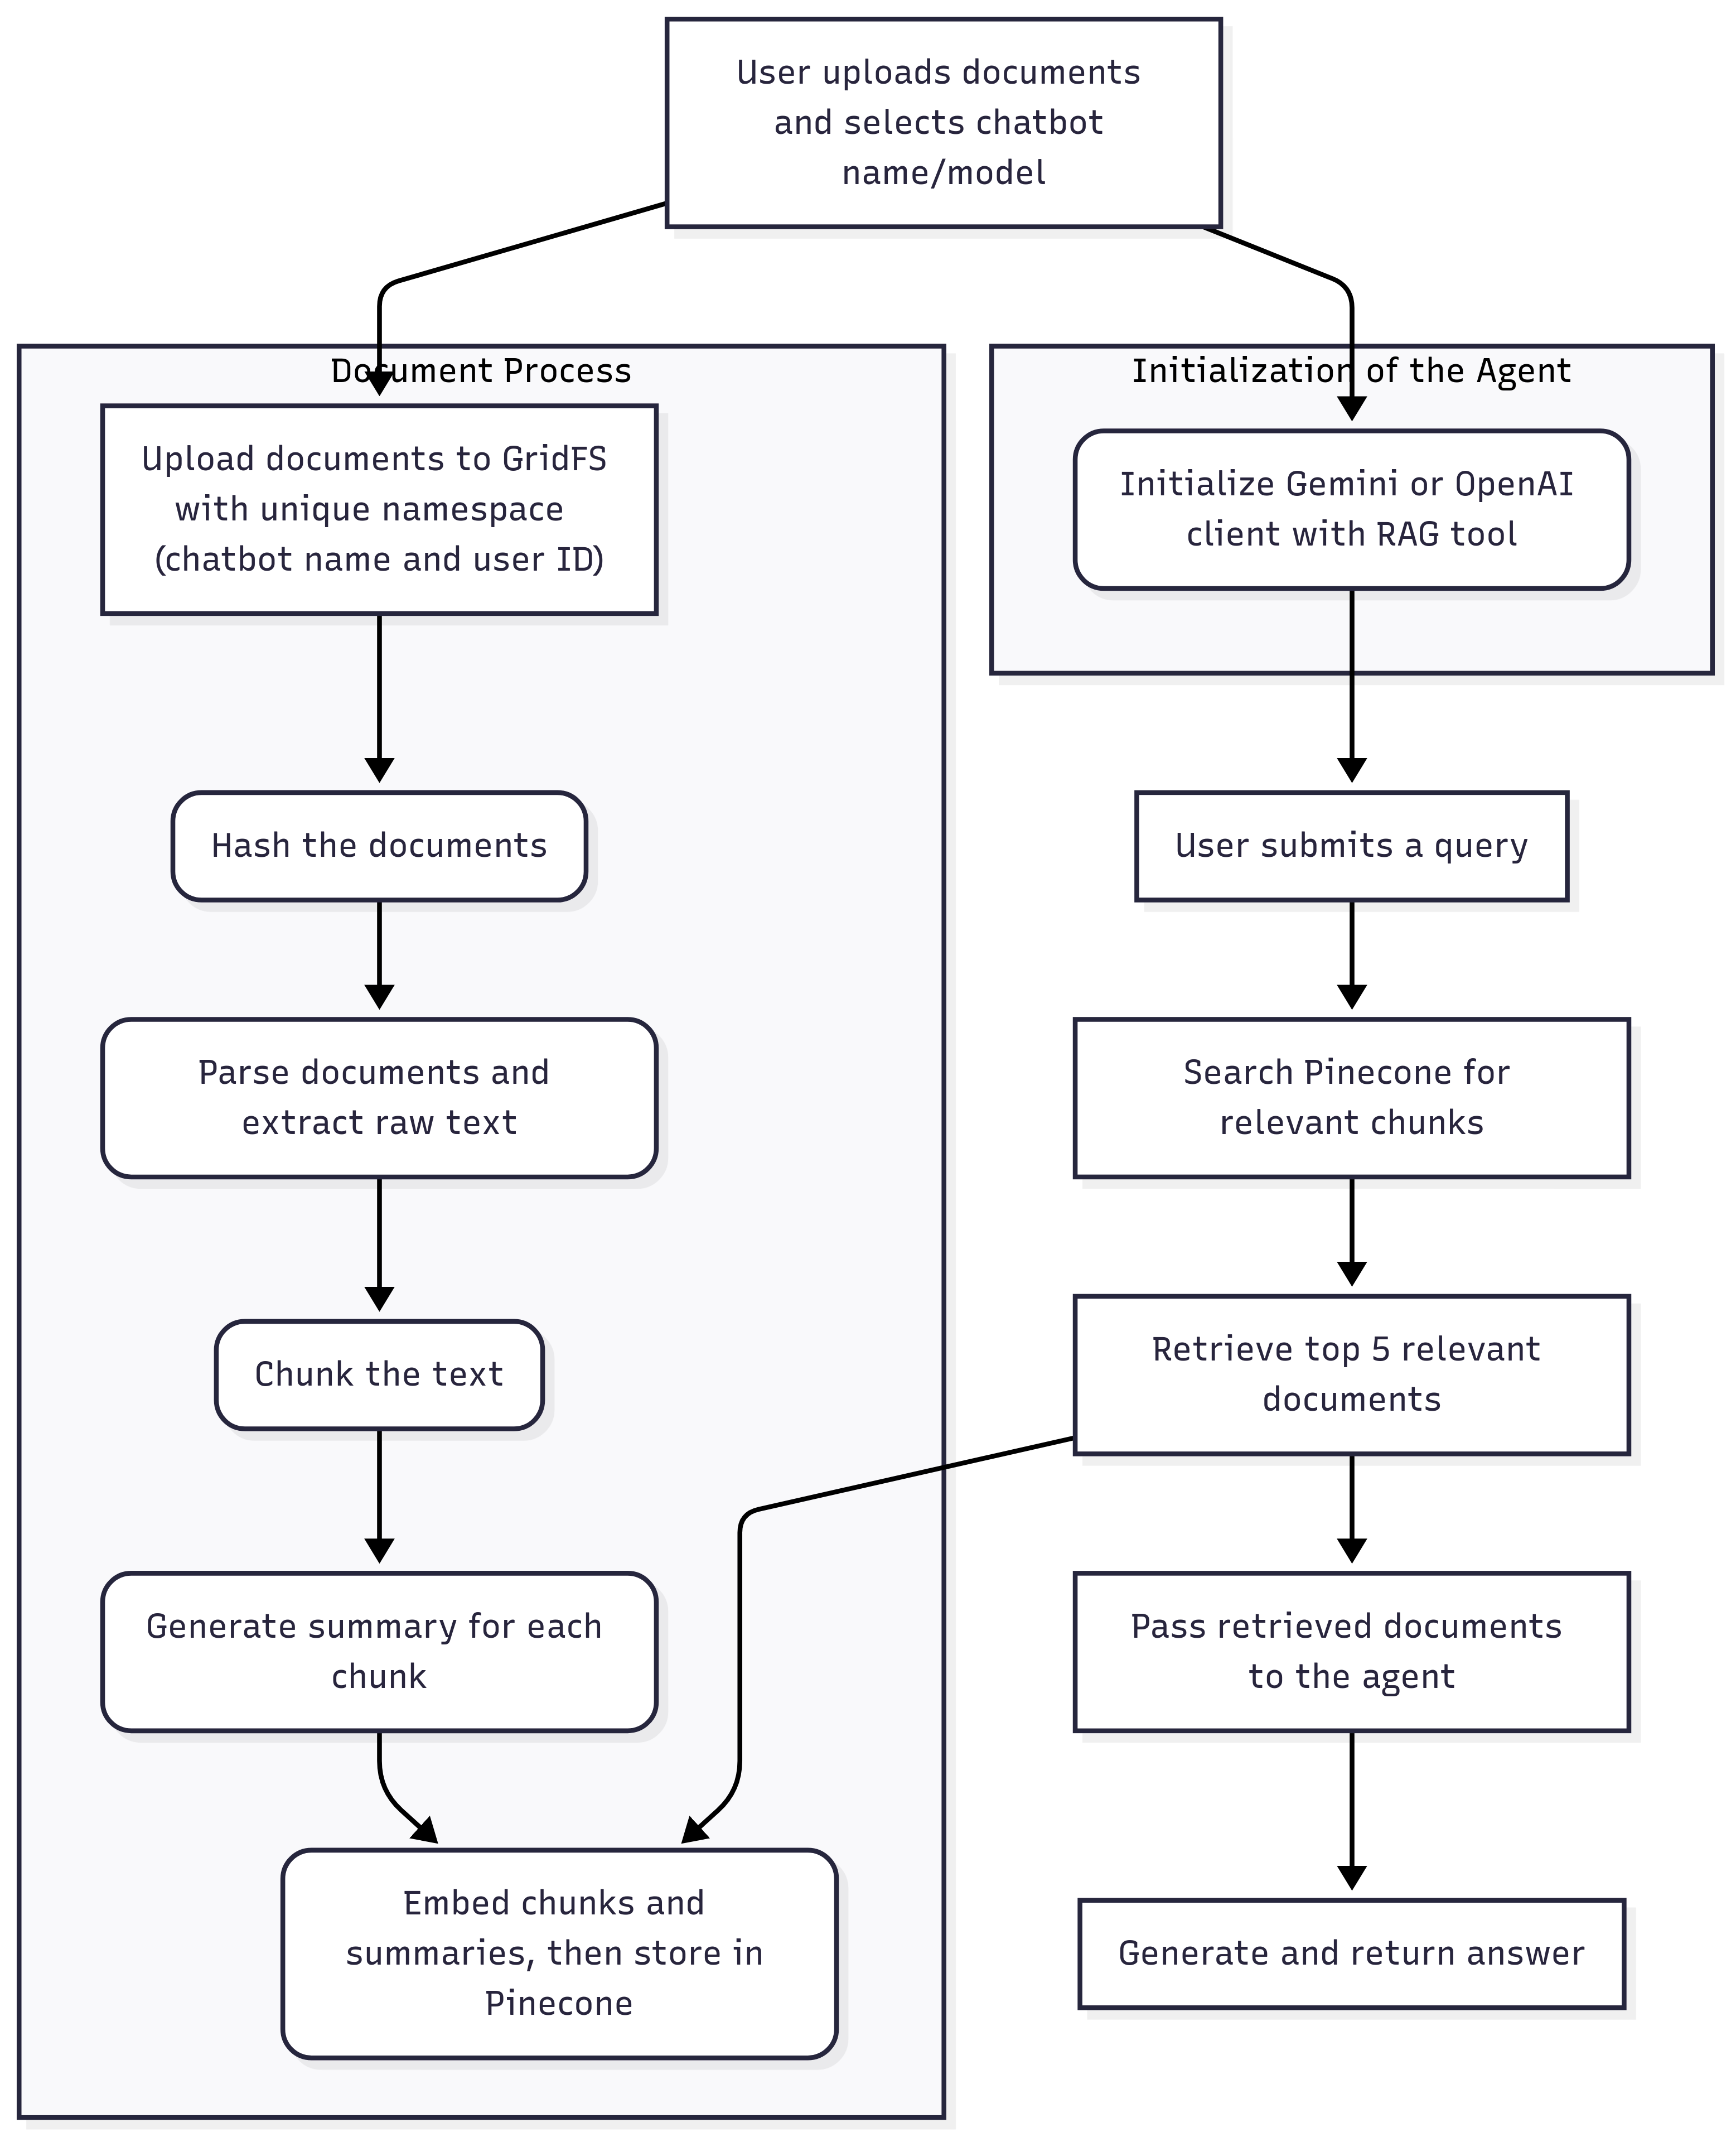 User uploads documents
and selects chatbot
name/model
Document Process
Upload documents to GridFS
with unique namespace
(chatbot name and user ID)
Hash the documents
Parse documents and
extract raw text
Chunk the text
Generate summary for each
chunk
Embed chunks and
summaries, then store in
Pinecone
Initialization of the Agent
Initialize Gemini or OpenAI
client with RAG tool
User submits a query
Search Pinecone for
relevant chunks
Retrieve top 5 relevant
documents
Pass retrieved documents
to the agent
Generate and return answer